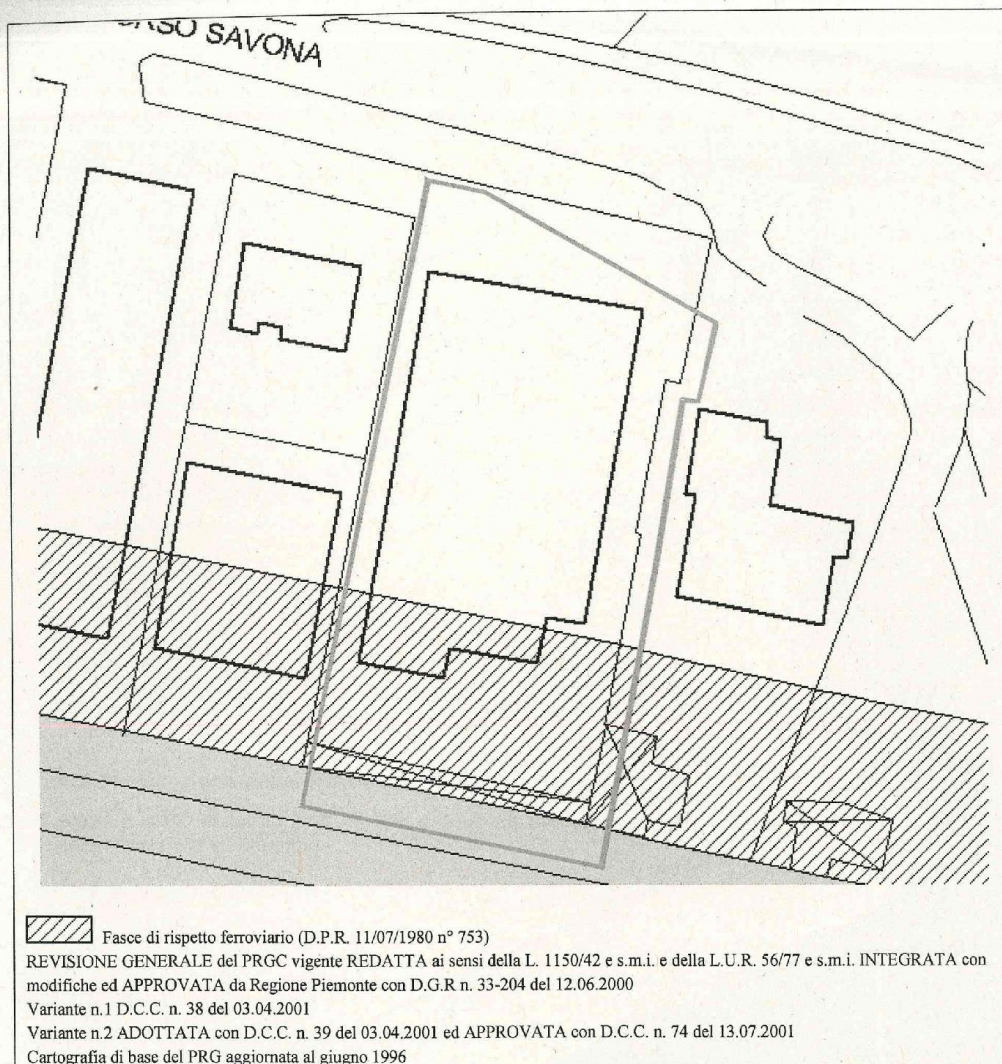 CORSO SAVONA
Fasce di rispetto ferroviario (D.P.R. 11/07/1980 n° 753)
REVISIONE GENERALE del PRGC vigente REDATTA ai sensi della L. 1150/42 e s.m.i. e della L.U.R. 56/77 e s.m.i. INTEGRATA con
modifiche ed APPROVATA da Regione Piemonte con D.G.R n. 33-204 del 12.06.2000
Variante n.1 D.C.C. n. 38 del 03.04.2001
Variante n.2 ADOTTATA con D.C.C. n. 39 del 03.04.2001 ed APPROVATA con D.C.C. n. 74 del 13.07.2001
Cartografia di base del PRG aggiornata al giugno 1996